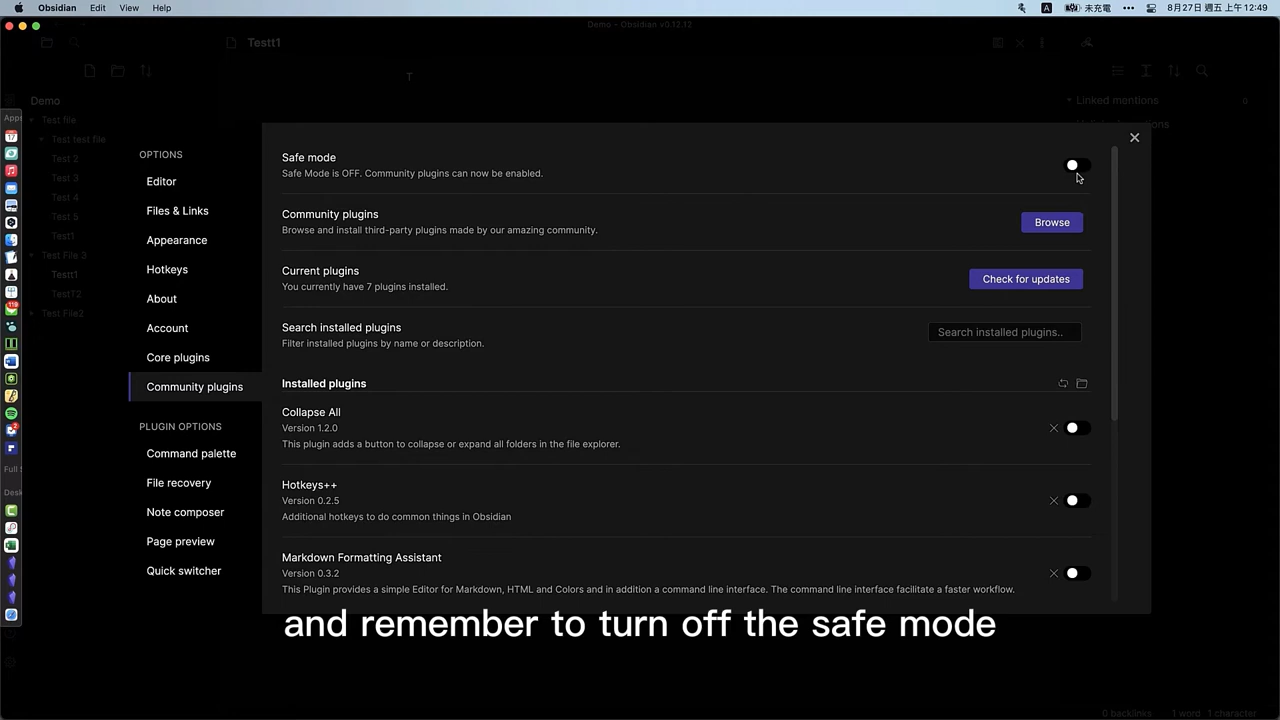 Obsidian Edit View Help
A 未充電 8月27日 週五 上午 12:49
Demo - Obsidian v0.12.12
Testt1
T
Demo
Test file
Test test file
Test 2
Test 3
Test 4
Test 5
Test1
Test File 3
Testt1
TestT2
Test File2
Linked mentions 0
Apps
17
Desk
OPTIONS
Editor
Files & Links
Appearance
Hotkeys
About
Account
Core plugins
Community plugins
PLUGIN OPTIONS
Command palette
File recovery
Note composer
Page preview
Quick switcher
Safe mode
Safe Mode is OFF. Community plugins can now be enabled.
Community plugins
Browse and install third-party plugins made by our amazing community.
Browse
Current plugins
You currently have 7 plugins installed.
Check for updates
Search installed plugins
Filter installed plugins by name or description.
Search installed plugins..
Installed plugins
Collapse All
Version 1.2.0
This plugin adds a button to collapse or expand all folders in the file explorer.
Hotkeys++
Version 0.2.5
Additional hotkeys to do common things in Obsidian
Markdown Formatting Assistant
Version 0.3.2
This Plugin provides a simple Editor for Markdown, HTML and Colors and in addition a command line interface. The command line interface facilitate a faster workflow.
and remember to turn off the safe mode
0 backlinks 1 word 1 character